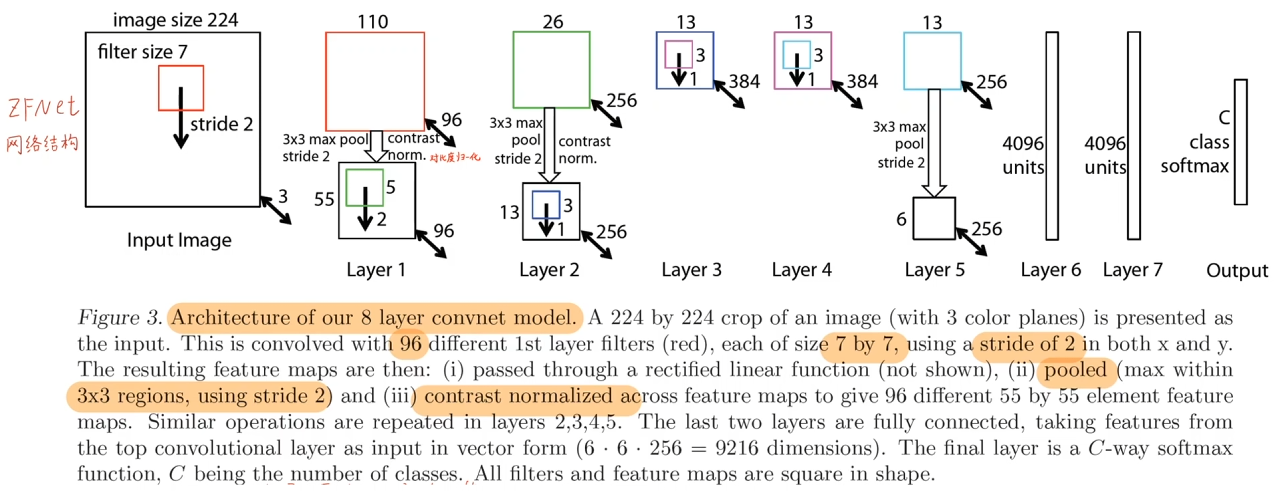 image size 224
filter size 7
stride 2
3
Input Image
ZFNet
网络结构
110
96
3x3 max pool
stride 2
contrast
norm.
对比度归一化
55
5
2
96
Layer 1
26
256
3x3 max
pool
stride 2
contrast
norm.
13
3
1
256
Layer 2
13
3
1
384
Layer 3
13
3
1
384
Layer 4
13
256
3x3 max
pool
stride 2
6
256
Layer 5
4096
units
Layer 6
4096
units
Layer 7
C
class
softmax
Output
Figure 3. Architecture of our 8 layer convnet model. A 224 by 224 crop of an image (with 3 color planes) is presented as
the input. This is convolved with 96 different 1st layer filters (red), each of size 7 by 7, using a stride of 2 in both x and y.
The resulting feature maps are then: (i) passed through a rectified linear function (not shown), (ii) pooled (max within
3x3 regions, using stride 2) and (iii) contrast normalized across feature maps to give 96 different 55 by 55 element feature
maps. Similar operations are repeated in layers 2,3,4,5. The last two layers are fully connected, taking features from
the top convolutional layer as input in vector form (6 · 6 · 256 = 9216 dimensions). The final layer is a C-way softmax
function, C being the number of classes. All filters and feature maps are square in shape.